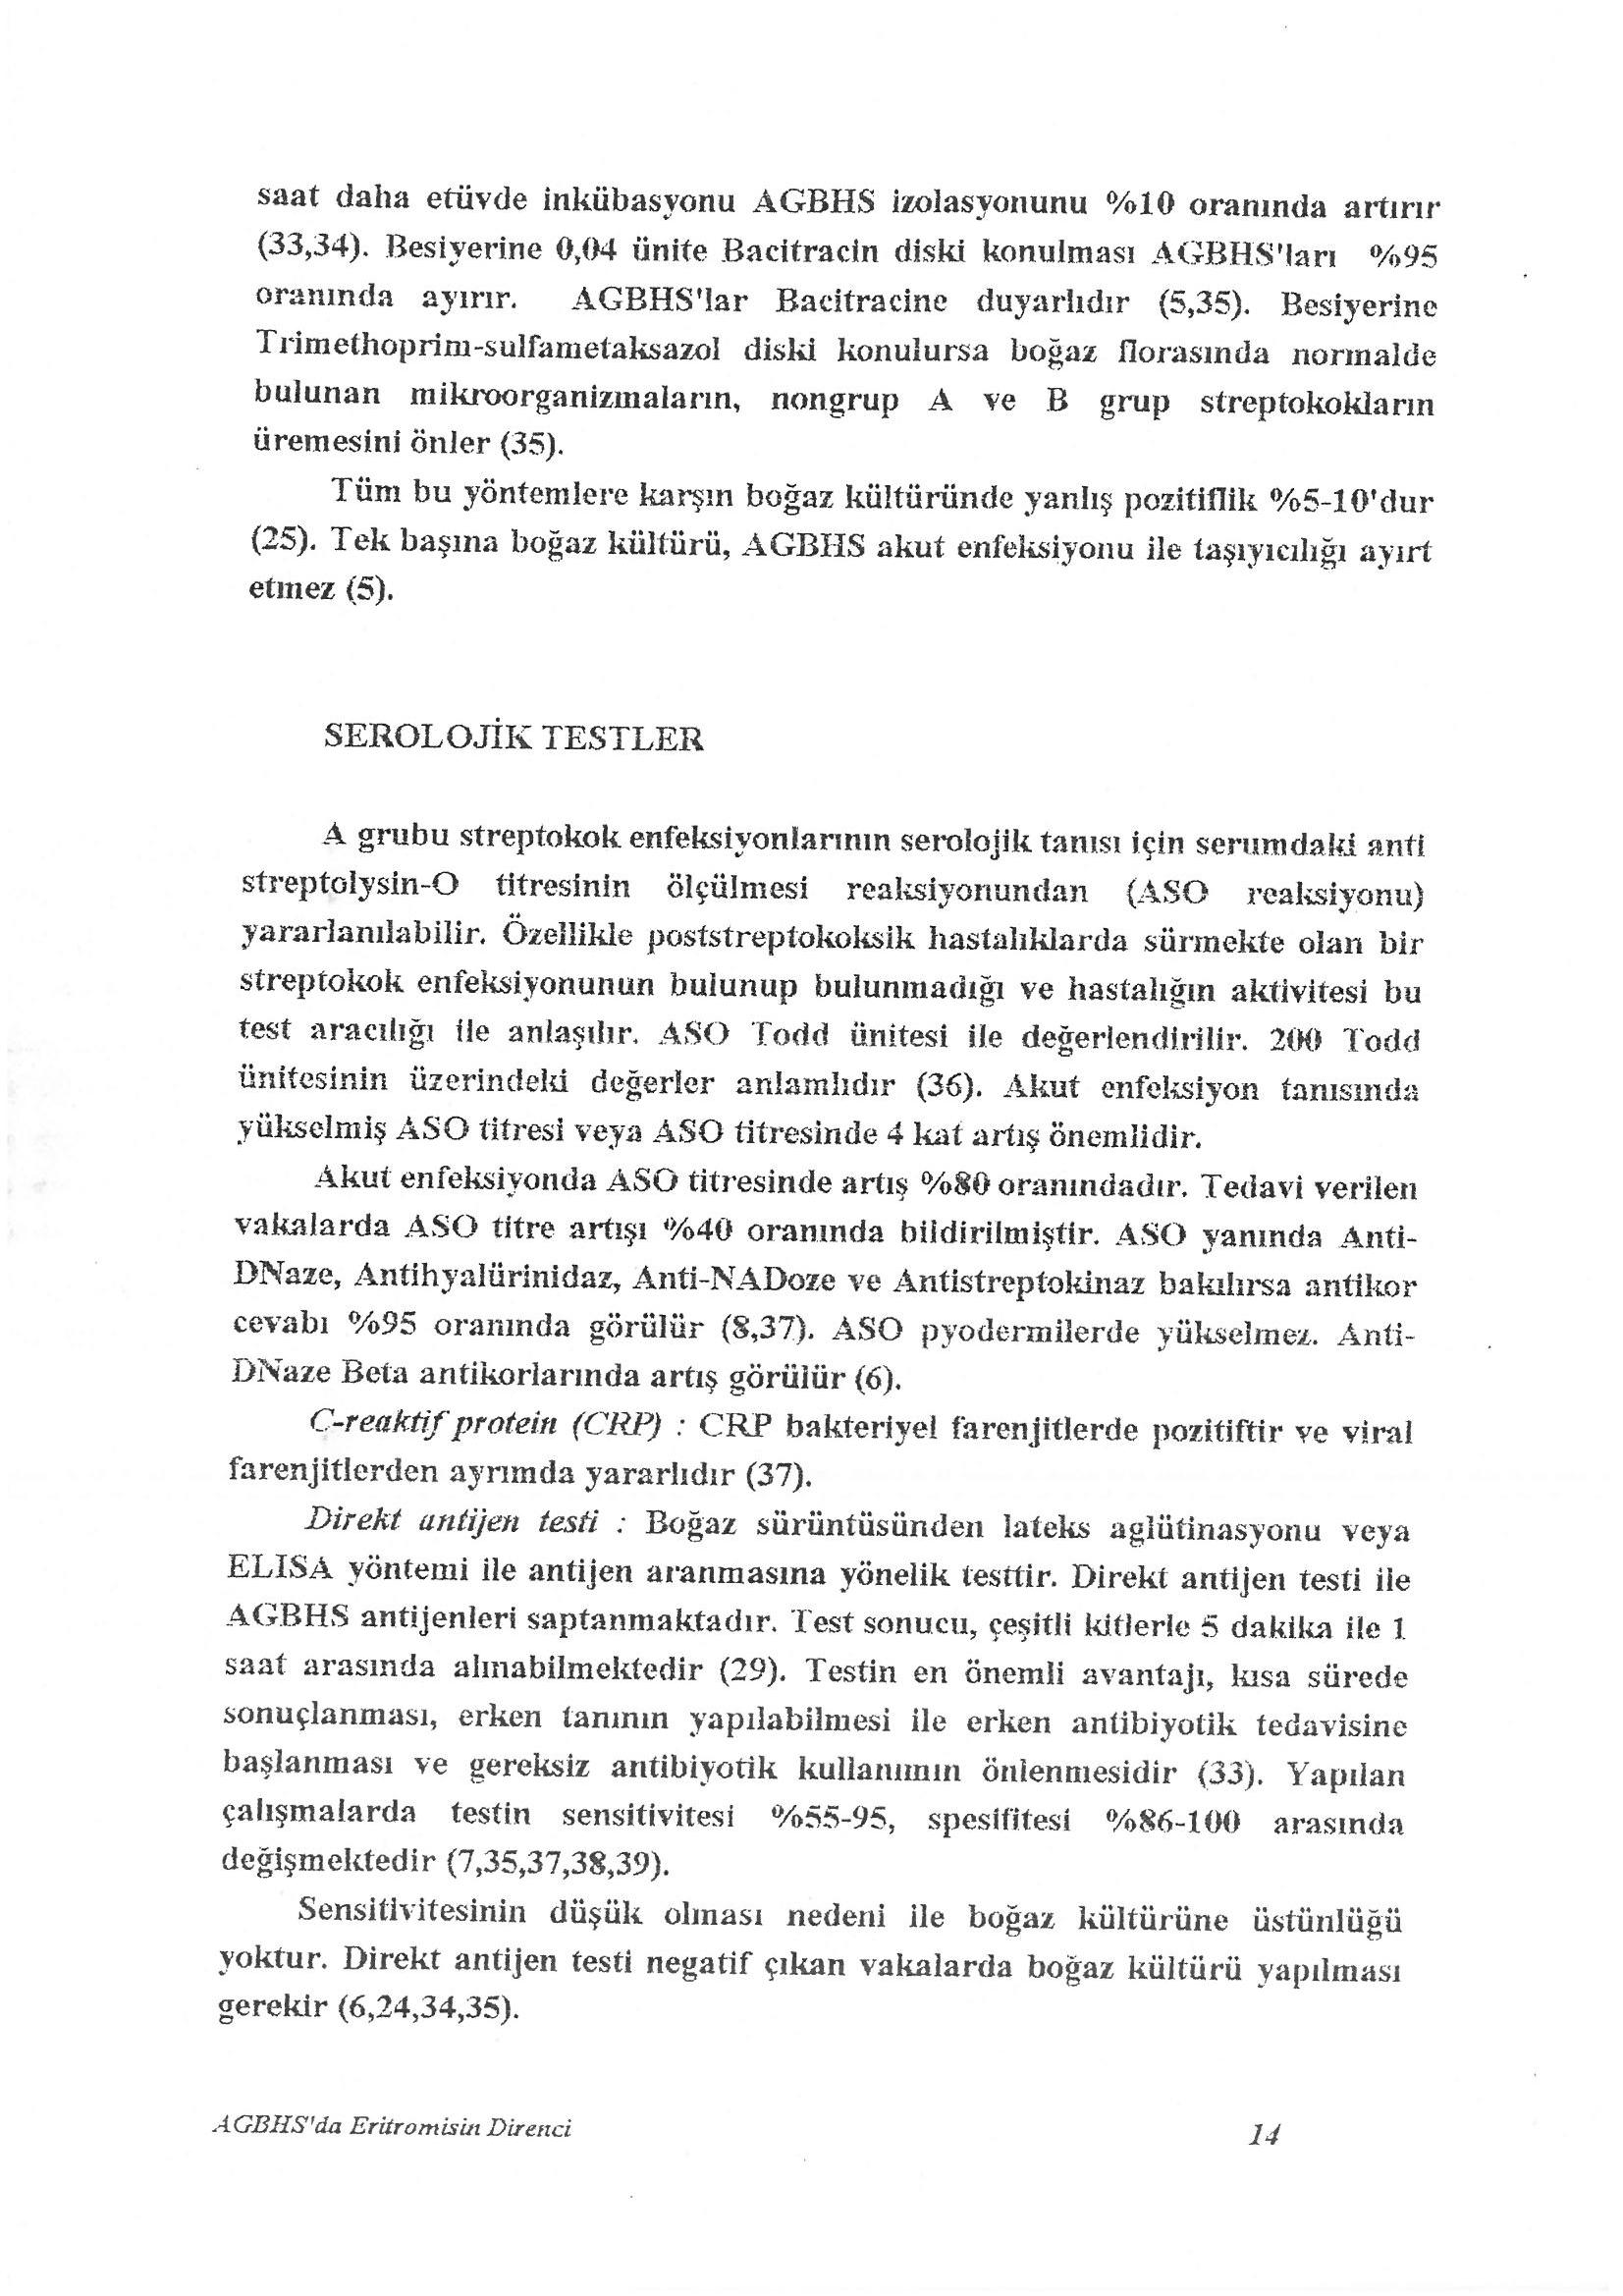 saat daha etüvde inkübasyonu AGBHS izolasyonunu %10 oranında artırır
(33,34). Besiyerine 0,04 ünite Bacitracin diski konulması AGBHS'ları %95
oranında ayırır. AGBHS'lar Bacitracine duyarlıdır (5,35). Besiyerine
Trimethoprim-sulfametaksazol diski konulursa boğaz florasında normalde
bulunan mikroorganizmaların, nongrup A ve B grup streptokokların
üremesini önler (35).
Tüm bu yöntemlere karşın boğaz kültüründe yanlış pozitiflik %5-10'dur
(25). Tek başına boğaz kültürü, AGBHS akut enfeksiyonu ile taşıyıcılığı ayırt
etmez (5).
SEROLOJİK TESTLER
A grubu streptokok enfeksiyonlarının serolojik tanısı için serumdaki anti
streptolysin-O titresinin ölçülmesi reaksiyonundan (ASO reaksiyonu)
yararlanılabilir. Özellikle poststreptokoksik hastalıklarda sürmekte olan bir
streptokok enfeksiyonunun bulunup bulunmadığı ve hastalığın aktivitesi bu
test aracılığı ile anlaşılır. ASO Todd ünitesi ile değerlendirilir. 200 Todd
ünitesinin üzerindeki değerler anlamlıdır (36). Akut enfeksiyon tanısında
yükselmiş ASO titresi veya ASO titresinde 4 kat artış önemlidir.
Akut enfeksiyonda ASO titresinde artış %80 oranındadır. Tedavi verilen
vakalarda ASO titre artışı %40 oranında bildirilmiştir. ASO yanında Anti-
DNaze, Antihyalürinidaz, Anti-NADoze ve Antistreptokinaz bakılırsa antikor
cevabı %95 oranında görülür (8,37). ASO pyodermilerde yükselmez. Anti-
DNaze Beta antikorlarında artış görülür (6).
C-reaktif protein (CRP) : CRP bakteriyel farenjitlerde pozitiftir ve viral
farenjitlerden ayrımda yararlıdır (37).
Direkt antijen testi : Boğaz sürüntüsünden lateks aglütinasyonu veya
ELISA yöntemi ile antijen aranmasına yönelik testtir. Direkt antijen testi ile
AGBHS antijenleri saptanmaktadır. Test sonucu, çeşitli kitlerle 5 dakika ile 1
saat arasında alınabilmektedir (29). Testin en önemli avantajı, kısa sürede
sonuçlanması, erken tanının yapılabilmesi ile erken antibiyotik tedavisine
başlanması ve gereksiz antibiyotik kullanımın önlenmesidir (33). Yapılan
çalışmalarda testin sensitivitesi %55-95, spesifitesi %86-100 arasında
değişmektedir (7,35,37,38,39).
Sensitivitesinin düşük olması nedeni ile boğaz kültürüne üstünlüğü
yoktur. Direkt antijen testi negatif çıkan vakalarda boğaz kültürü yapılması
gerekir (6,24,34,35).
AGBHS'da Eritromisin Direnci
14